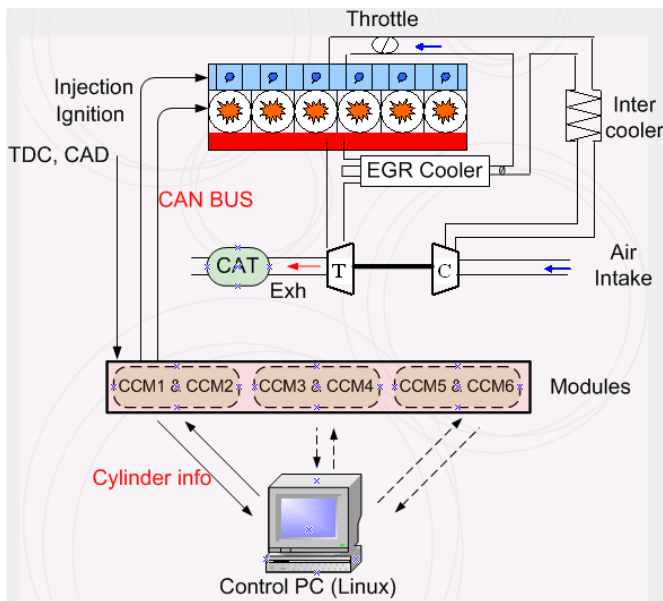 Throttle
Injection
Ignition
Inter
cooler
TDC, CAD
EGR Cooler
CAN BUS
CAT
T
C
Air
Intake
Exh
CCM1 & CCM2
CCM3 & CCM4
CCM5 & CCM6
Modules
Cylinder info
Control PC (Linux)